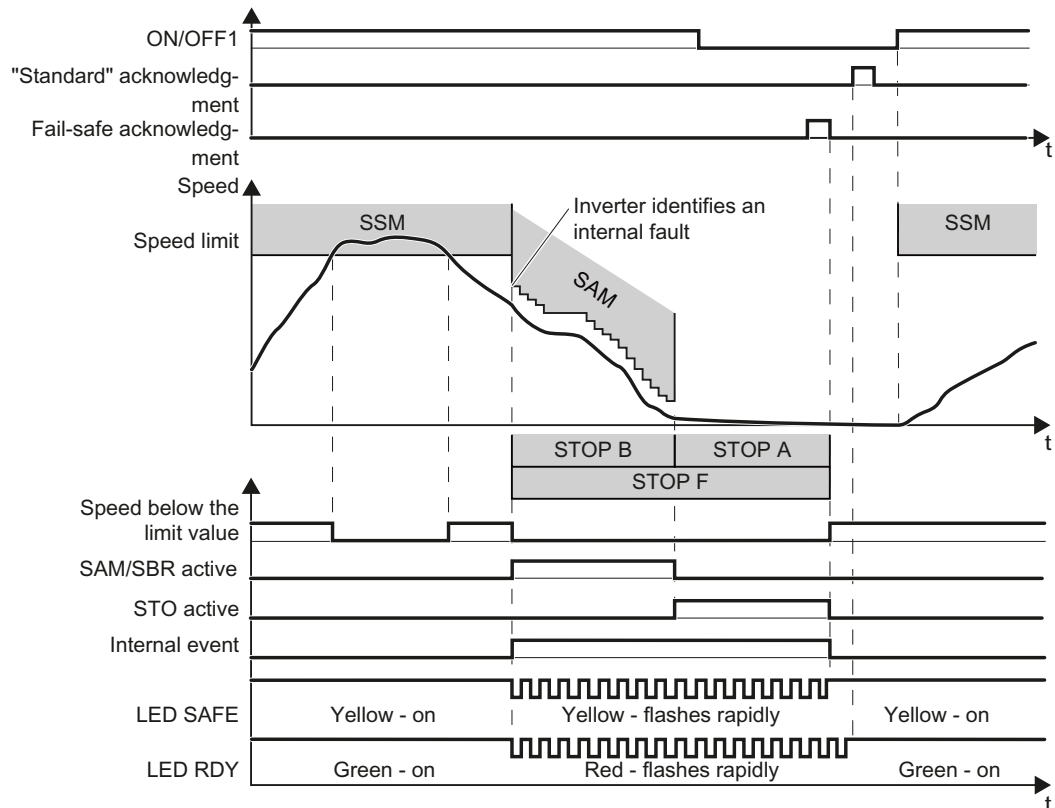 ON/OFF1
"Standard" acknowledg-
ment
Fail-safe acknowledg-
ment
t
Speed
Speed limit
SSM
Inverter identifies an
internal fault
SAM
SSM
t
STOP B
STOP A
STOP F
Speed below the
limit value
SAM/SBR active
STO active
Internal event
LED SAFE
Yellow - on
Yellow - flashes rapidly
Yellow - on
LED RDY
Green - on
Red - flashes rapidly
Green - on
t